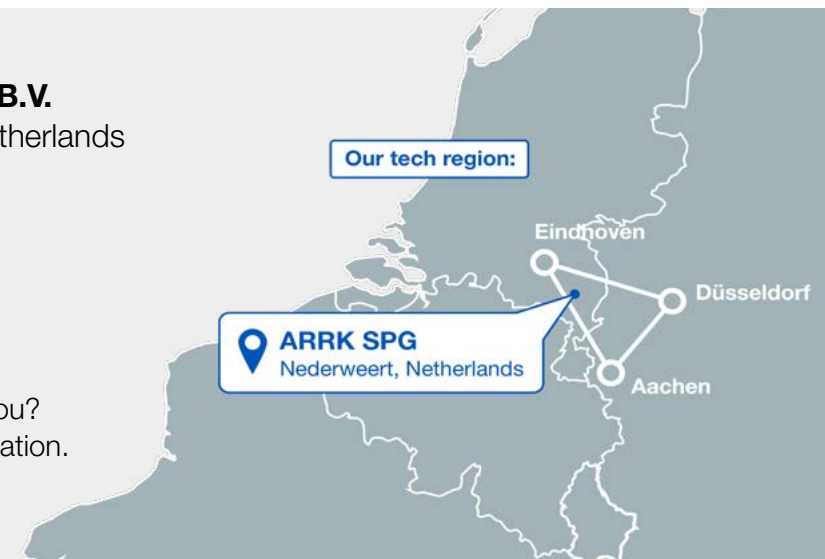 B.V.
therlands
Our tech region:
Eindhoven
Düsseldorf
ARRK SPG
Nederweert, Netherlands
Aachen
ou?
ation.